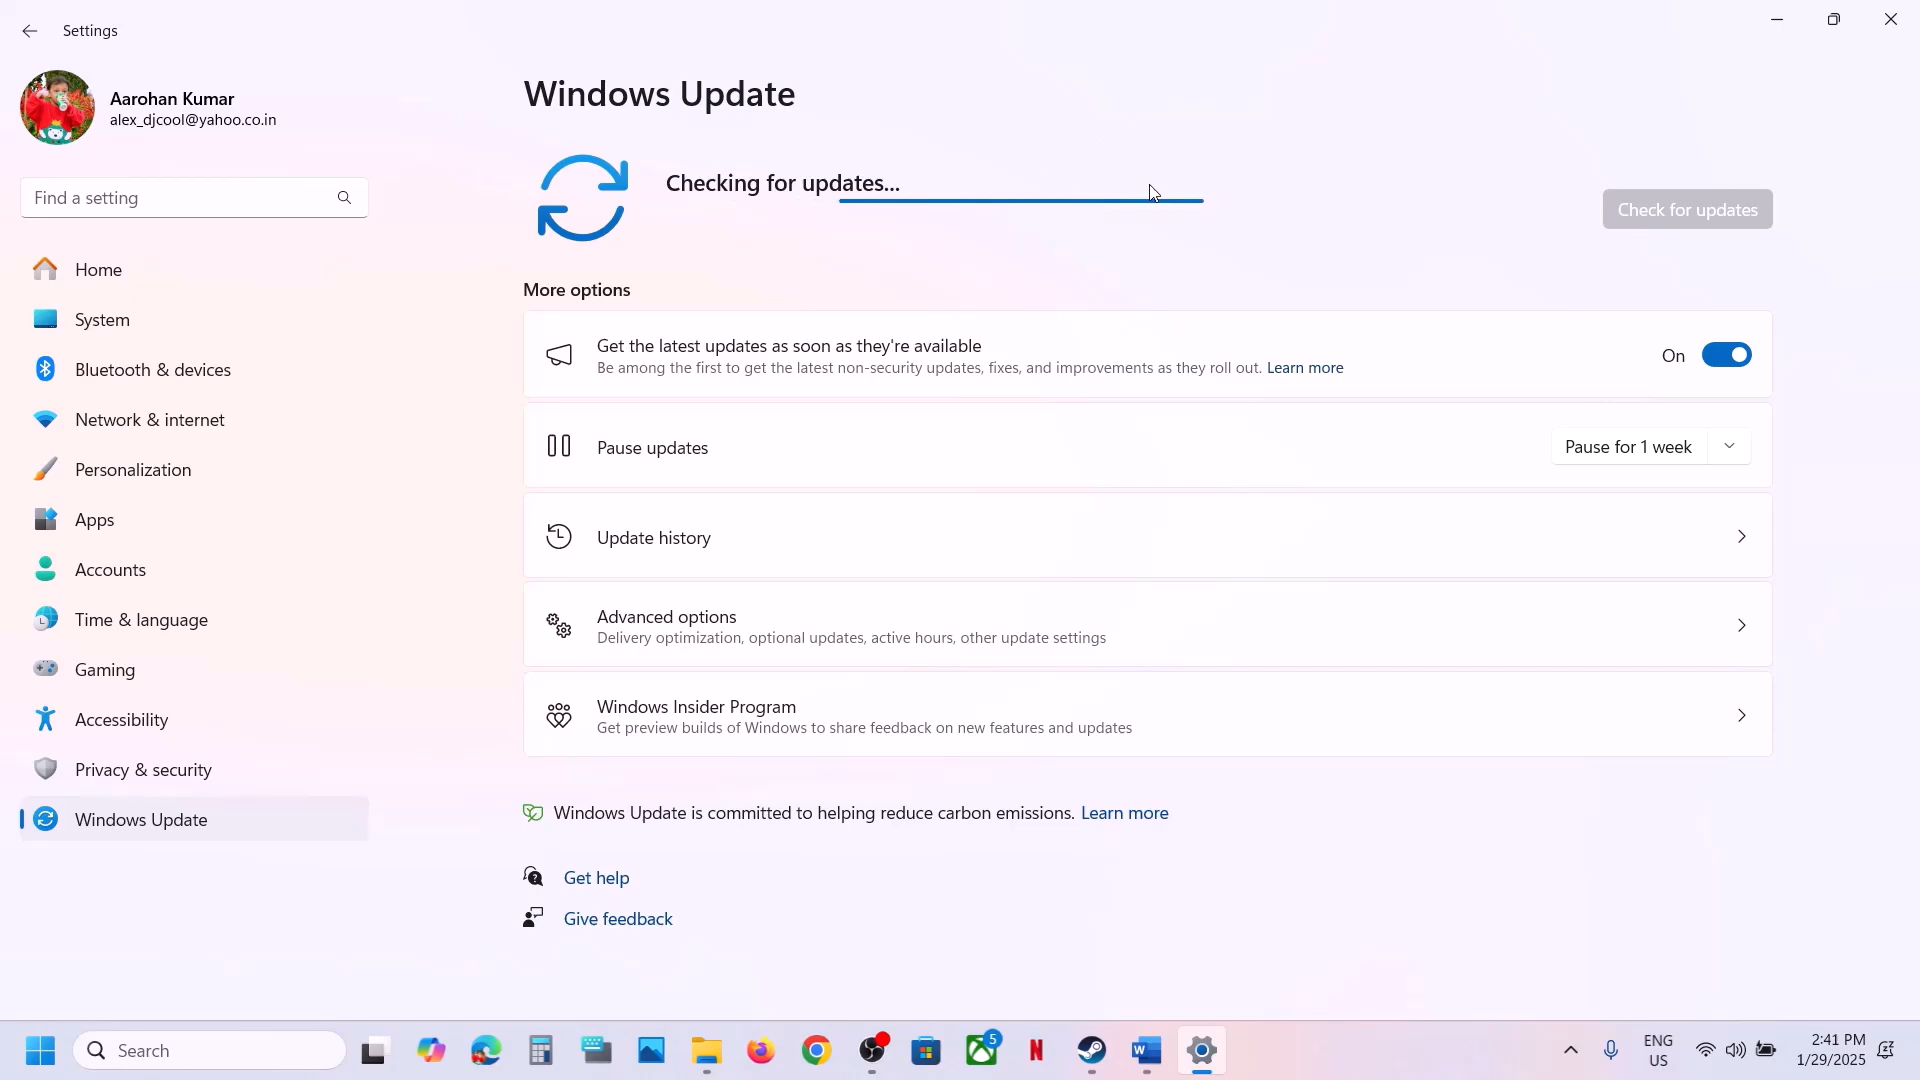 Settings
Aarohan Kumar
alex_djcool@yahoo.co.in
Find a setting
Home
System
Bluetooth & devices
Network & internet
Personalization
Apps
Accounts
Time & language
Gaming
Accessibility
Privacy & security
Windows Update
Windows Update
Checking for updates...
Check for updates
More options
Get the latest updates as soon as they're available
Be among the first to get the latest non-security updates, fixes, and improvements as they roll out. Learn more
On
Pause updates
Pause for 1 week
Update history
Advanced options
Delivery optimization, optional updates, active hours, other update settings
Windows Insider Program
Get preview builds of Windows to share feedback on new features and updates
Windows Update is committed to helping reduce carbon emissions. Learn more
Get help
Give feedback
Search
5
N
W
ENG
US
2:41 PM
1/29/2025